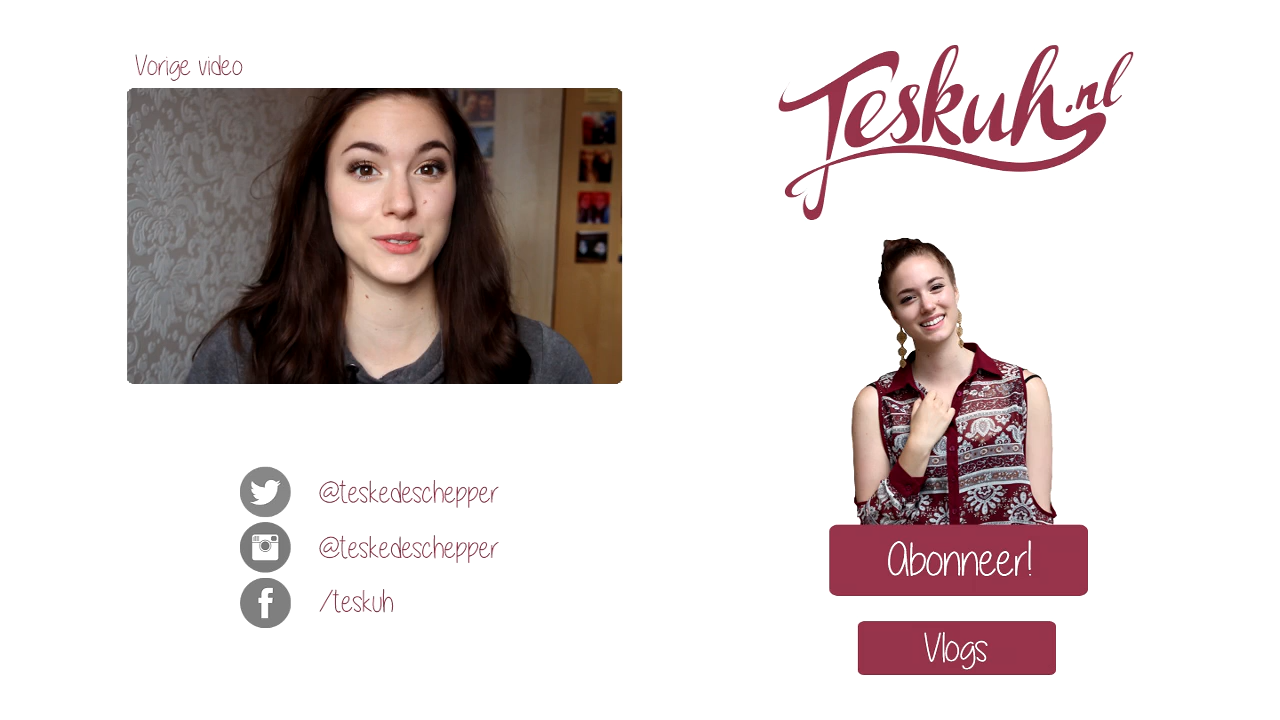 Vorige video
Teskuh.nl
@teskedeschepper
@teskedeschepper
/teskuh
Abonneer!
Vlogs